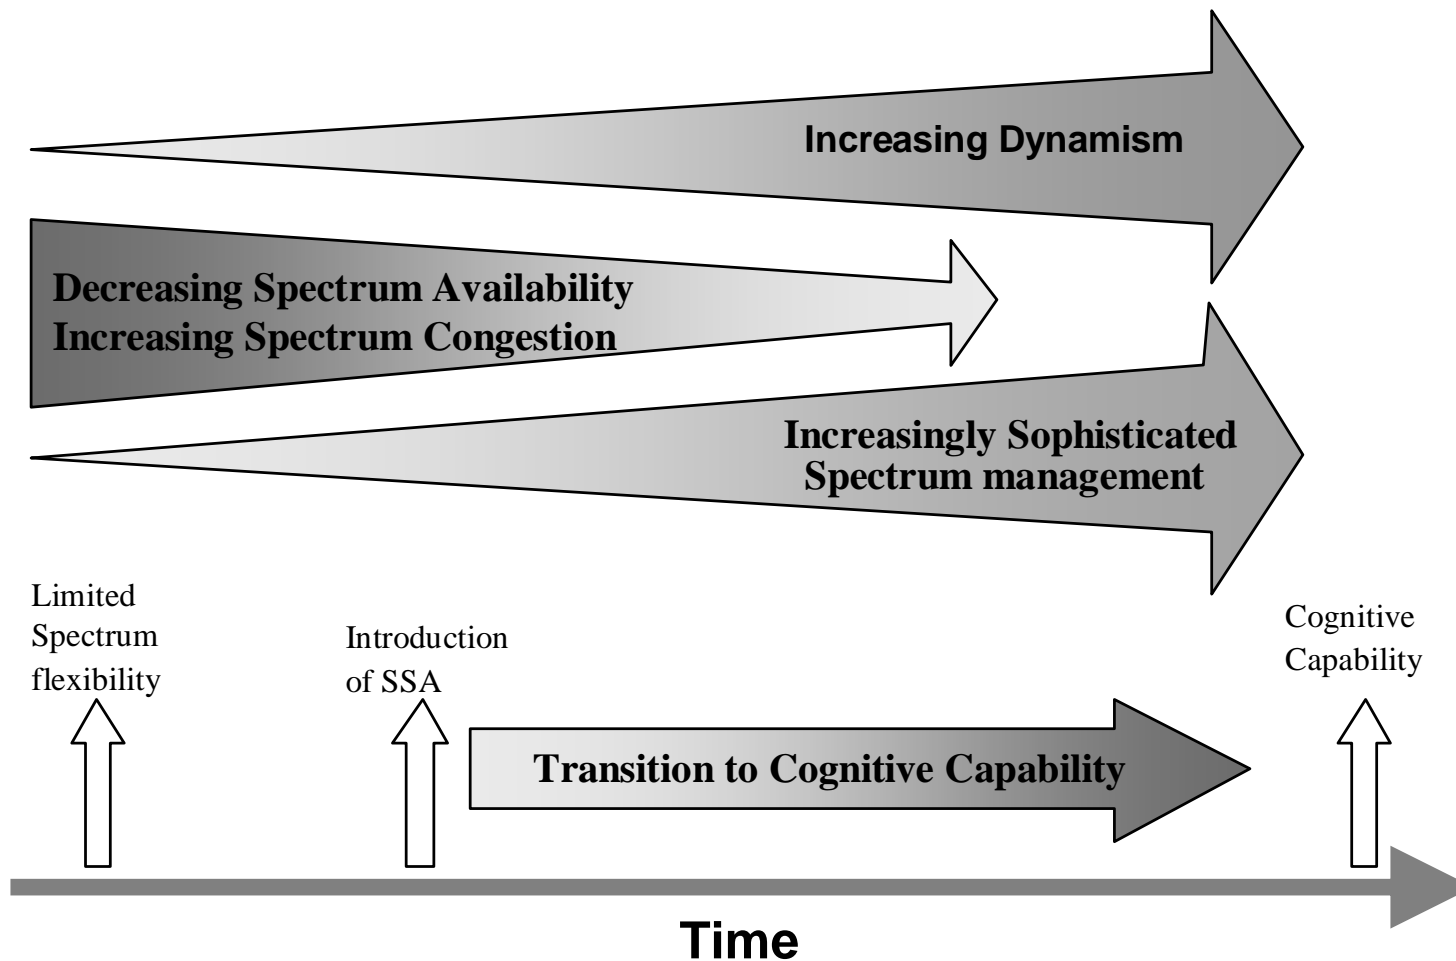 Increasing Dynamism
Decreasing Spectrum Availability
Increasing Spectrum Congestion
Increasingly Sophisticated
Spectrum management
Limited
Spectrum
flexibility
Introduction
of SSA
Cognitive
Capability
Transition to Cognitive Capability
Time